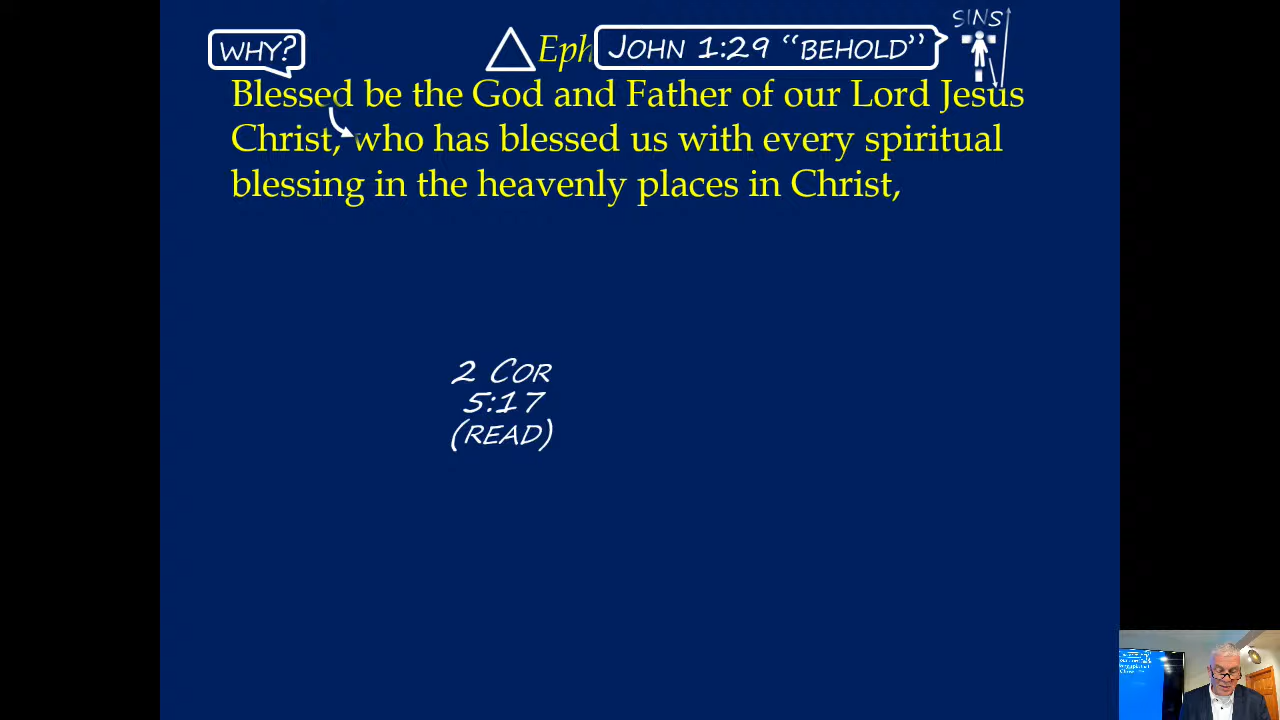 SINS
WHY?
Eph
JOHN 1:29 “BEHOLD”
Blessed be the God and Father of our Lord Jesus
Christ, who has blessed us with every spiritual
blessing in the heavenly places in Christ,
2 COR
5:17
(READ)